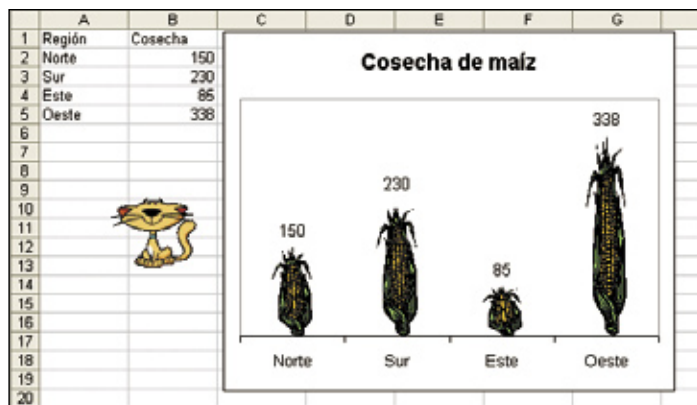 A B C D E F G
1 Región Cosecha
2 Norte 150
3 Sur 230
4 Este 85
5 Oeste 338
6
7
8
9
10
11
12
13
14
15
16
17
18
19
20
Cosecha de maíz
338
230
150
85
Norte Sur Este Oeste